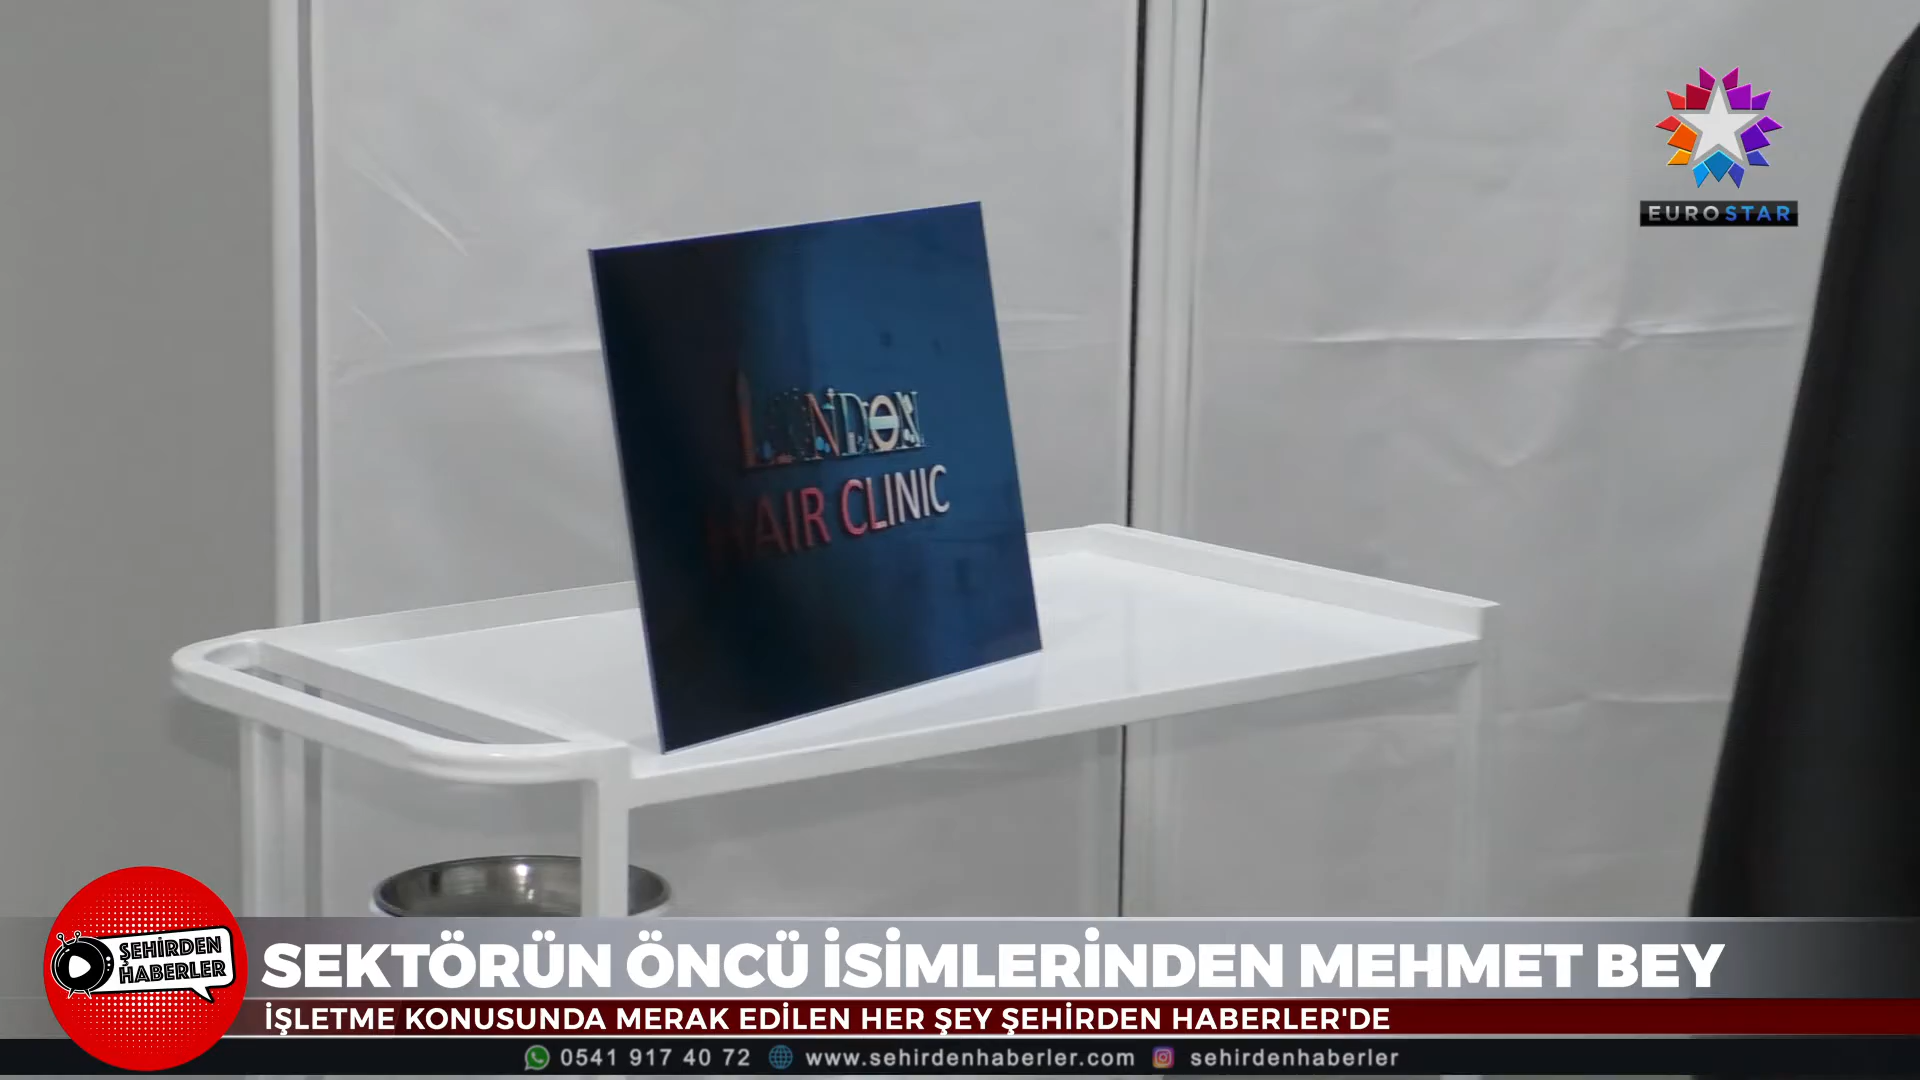 EUROSTAR
LONDON
HAIR CLINIC
ŞEHİRDEN
HABERLER
SEKTÖRÜN ÖNCÜ İSİMLERİNDEN MEHMET BEY
İŞLETME KONUSUNDA MERAK EDİLEN HER ŞEY ŞEHİRDEN HABERLER'DE
0541 917 40 72 www.sehirdenhaberler.com sehirdenhaberler